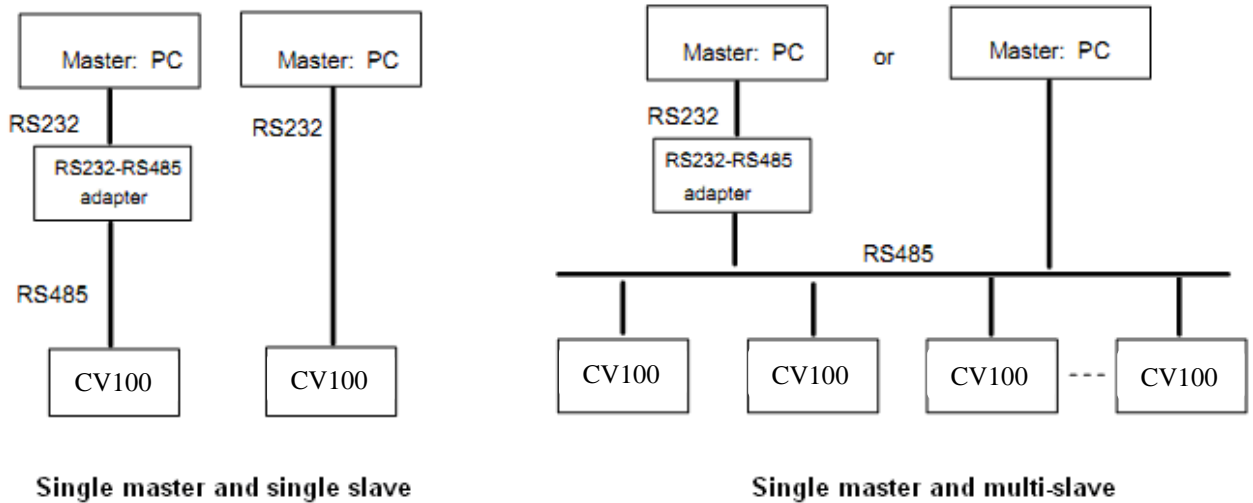 Master: PC
RS232
RS232-RS485
adapter
RS485
CV100
Master: PC
RS232
CV100
Single master and single slave
Master: PC
or
Master: PC
RS232
RS232-RS485
adapter
RS485
CV100
CV100
CV100
---
CV100
Single master and multi-slave